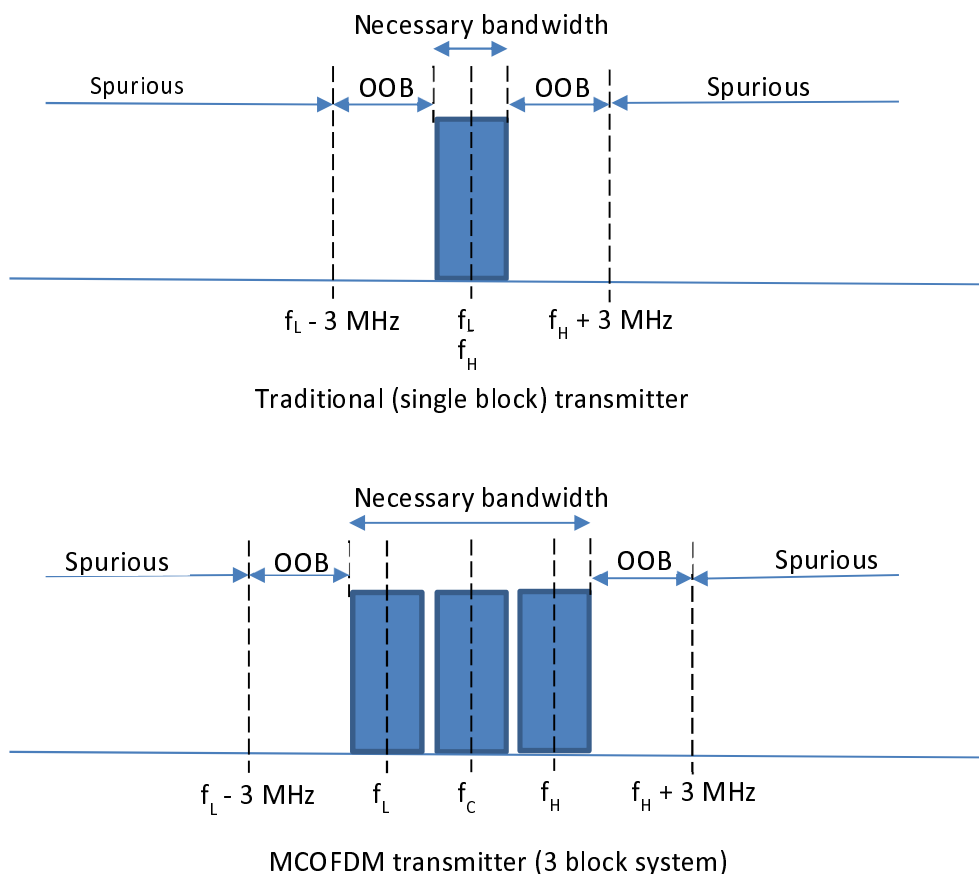 Necessary bandwidth
Spurious
OOB
OOB
Spurious
fL - 3 MHz
fL
fH
fH + 3 MHz
Traditional (single block) transmitter
Necessary bandwidth
Spurious
OOB
OOB
Spurious
fL - 3 MHz
fL
fC
fH
fH + 3 MHz
MCOFDM transmitter (3 block system)